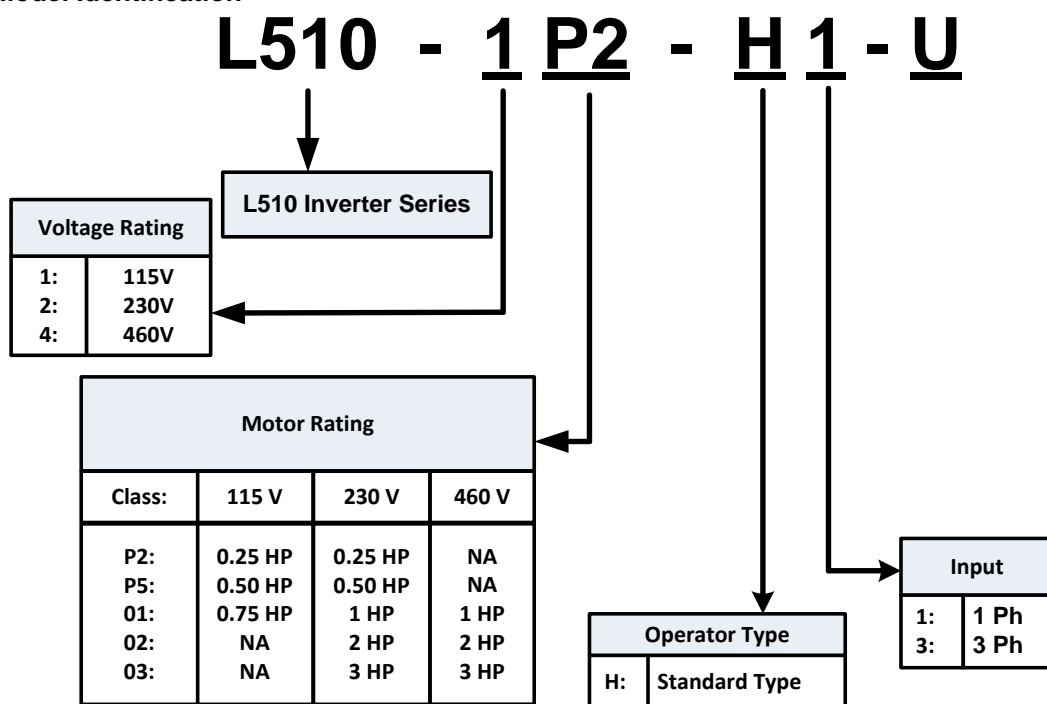 L510 - 1 P2 - H 1 - U
L510 Inverter Series
Voltage Rating
1: 115V
2: 230V
4: 460V
Motor Rating
Class: 115 V 230 V 460 V
P2: 0.25 HP 0.25 HP NA
P5: 0.50 HP 0.50 HP NA
01: 0.75 HP 1 HP 1 HP
02: NA 2 HP 2 HP
03: NA 3 HP 3 HP
Operator Type
H: Standard Type
Input
1: 1 Ph
3: 3 Ph